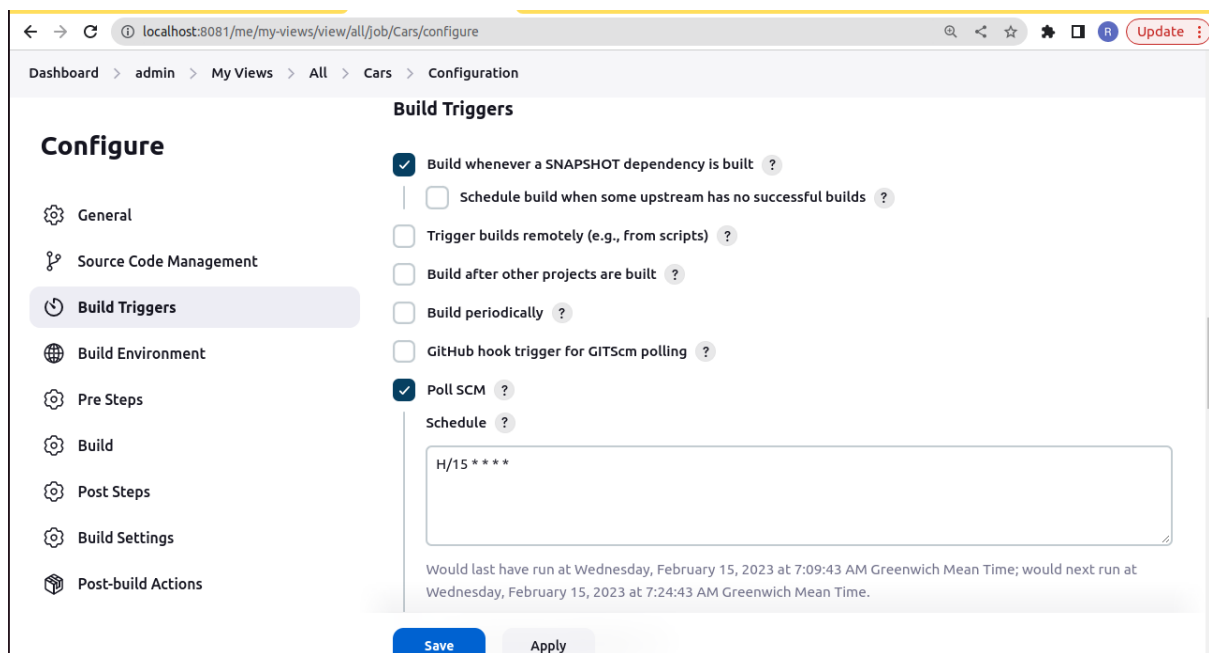 localhost:8081/me/my-views/view/all/job/Cars/configure
R
Update
Dashboard > admin > My Views > All > Cars > Configuration
Build Triggers
Configure
General
Source Code Management
Build Triggers
Build Environment
Pre Steps
Build
Post Steps
Build Settings
Post-build Actions
Build whenever a SNAPSHOT dependency is built ?
Schedule build when some upstream has no successful builds ?
Trigger builds remotely (e.g., from scripts) ?
Build after other projects are built ?
Build periodically ?
GitHub hook trigger for GITScm polling ?
Poll SCM ?
Schedule ?
H/15 * * * *
Would last have run at Wednesday, February 15, 2023 at 7:09:43 AM Greenwich Mean Time; would next run at
Wednesday, February 15, 2023 at 7:24:43 AM Greenwich Mean Time.
Save
Apply